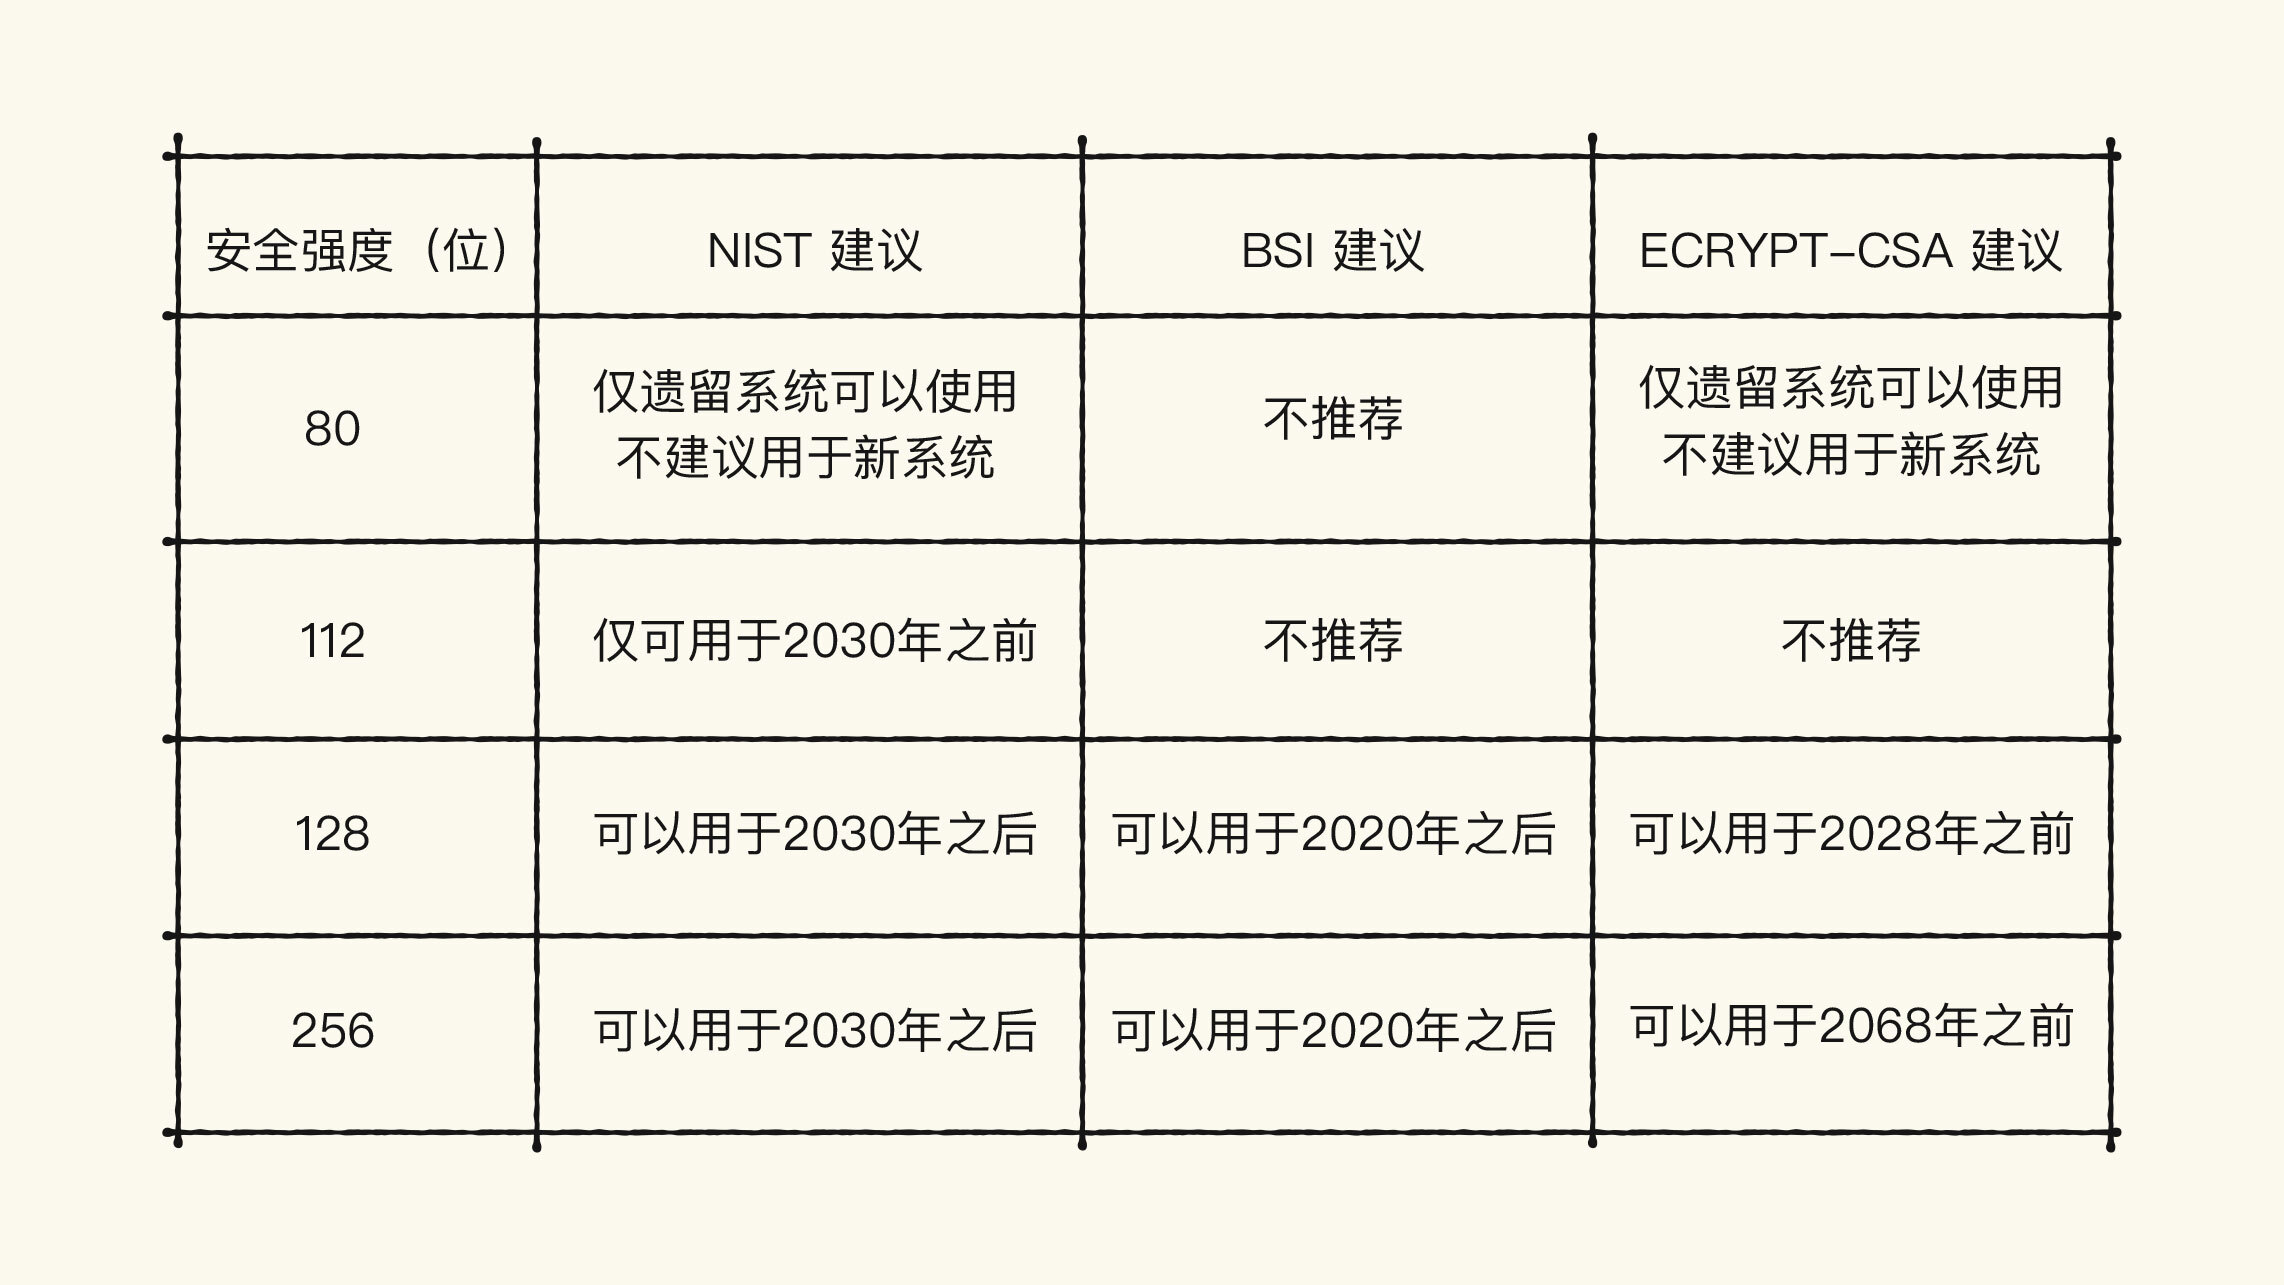 安全强度（位）
NIST 建议
BSI 建议
ECRYPT-CSA 建议
80
仅遗留系统可以使用
不建议用于新系统
不推荐
仅遗留系统可以使用
不建议用于新系统
112
仅可用于2030年之前
不推荐
不推荐
128
可以用于2030年之后
可以用于2020年之后
可以用于2028年之前
256
可以用于2030年之后
可以用于2020年之后
可以用于2068年之前